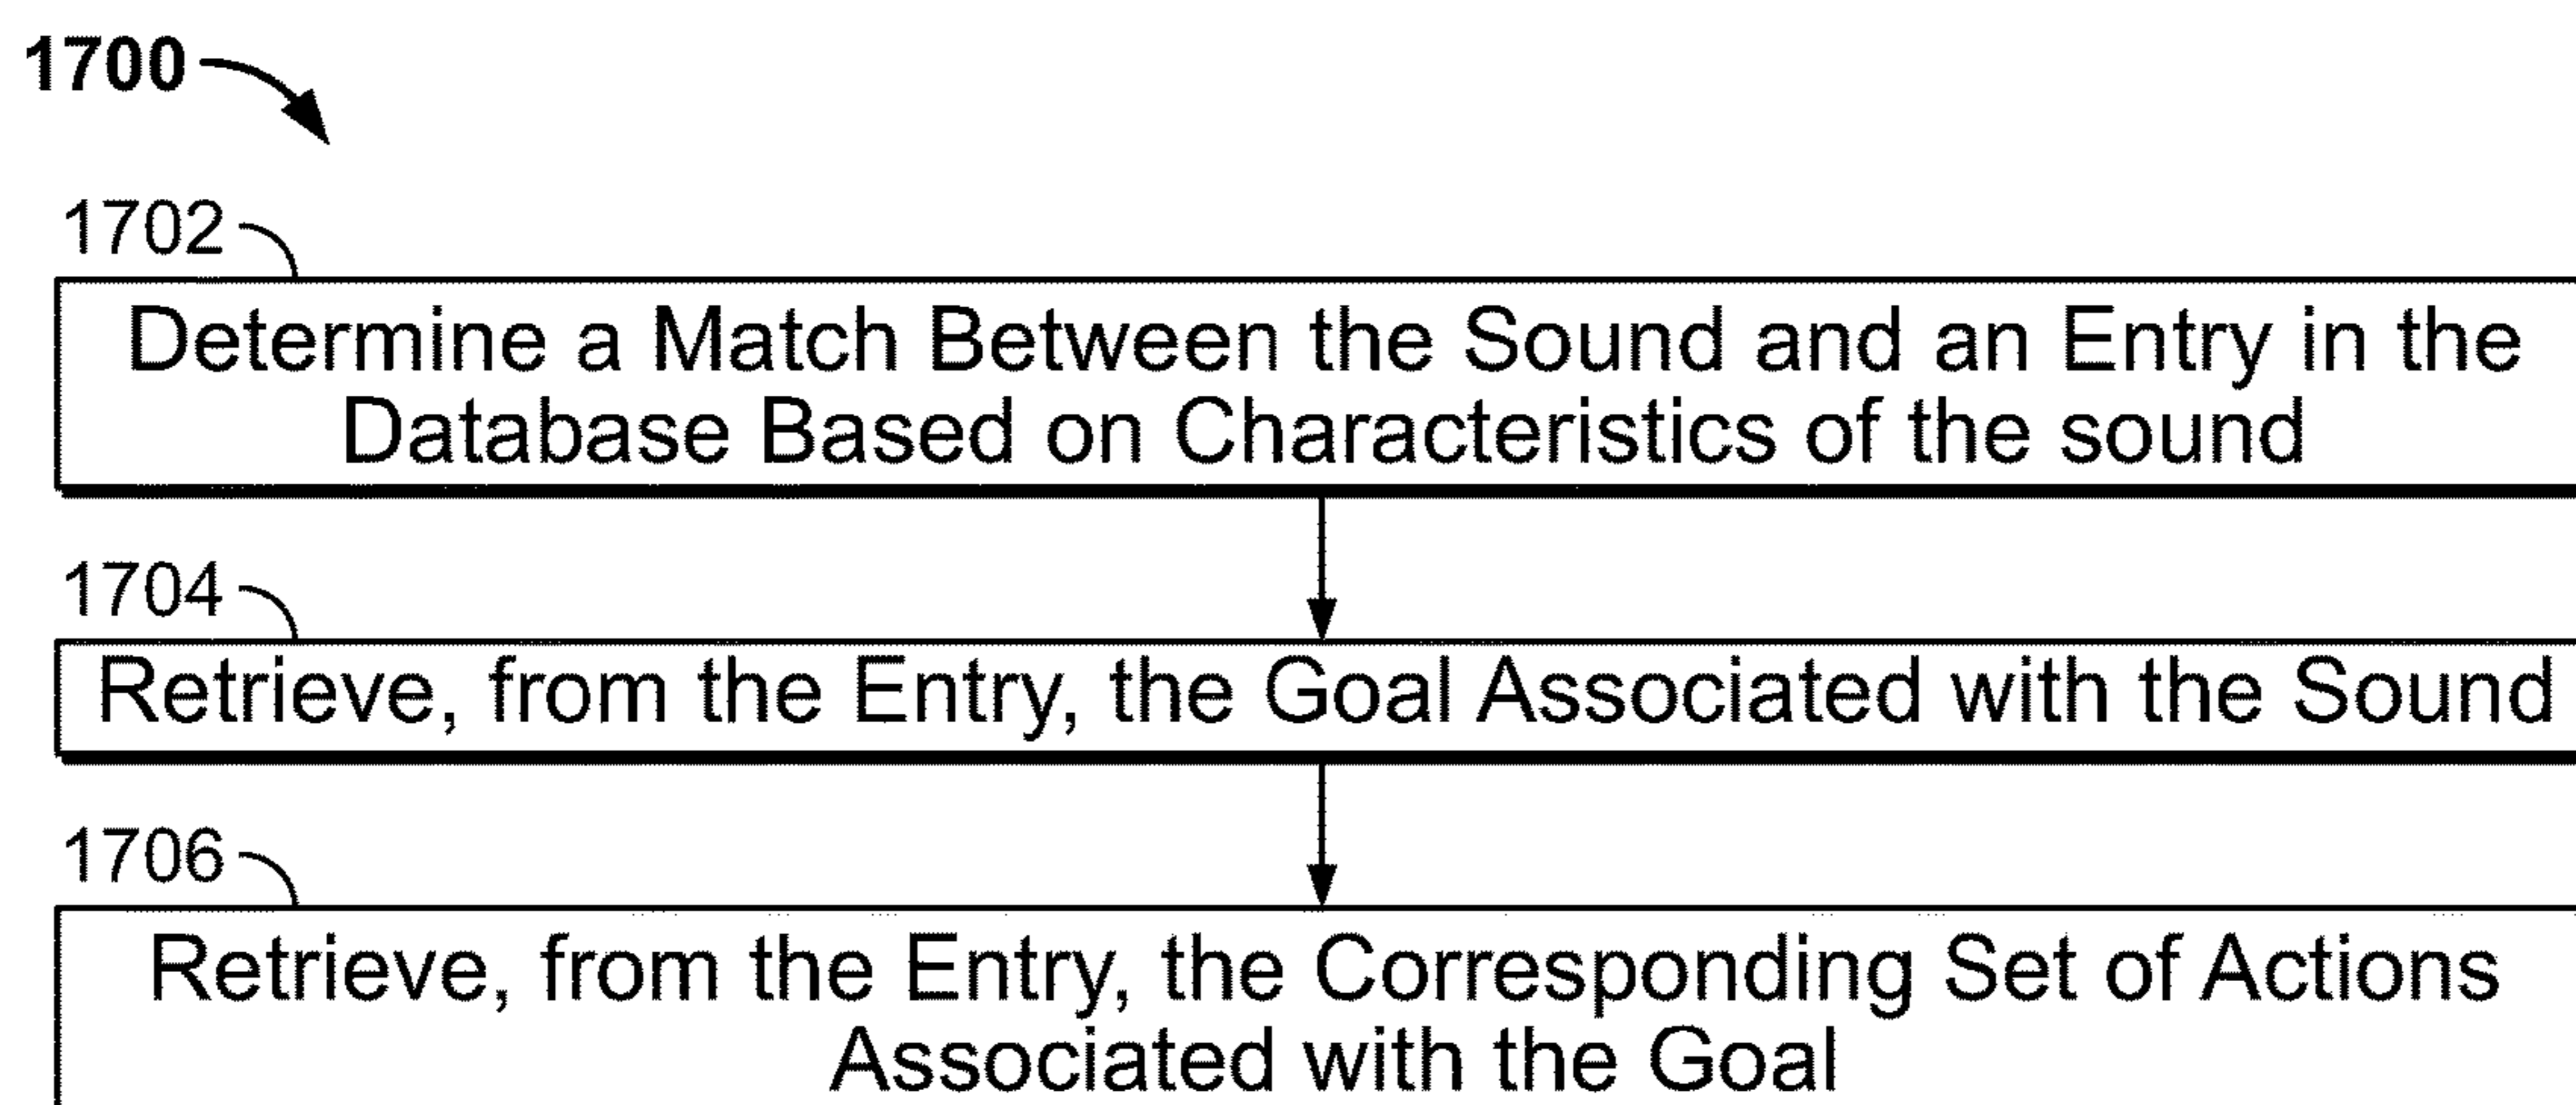 1700
1702
Determine a Match Between the Sound and an Entry in the
Database Based on Characteristics of the sound
1704
Retrieve, from the Entry, the Goal Associated with the Sound
1706
Retrieve, from the Entry, the Corresponding Set of Actions
Associated with the Goal